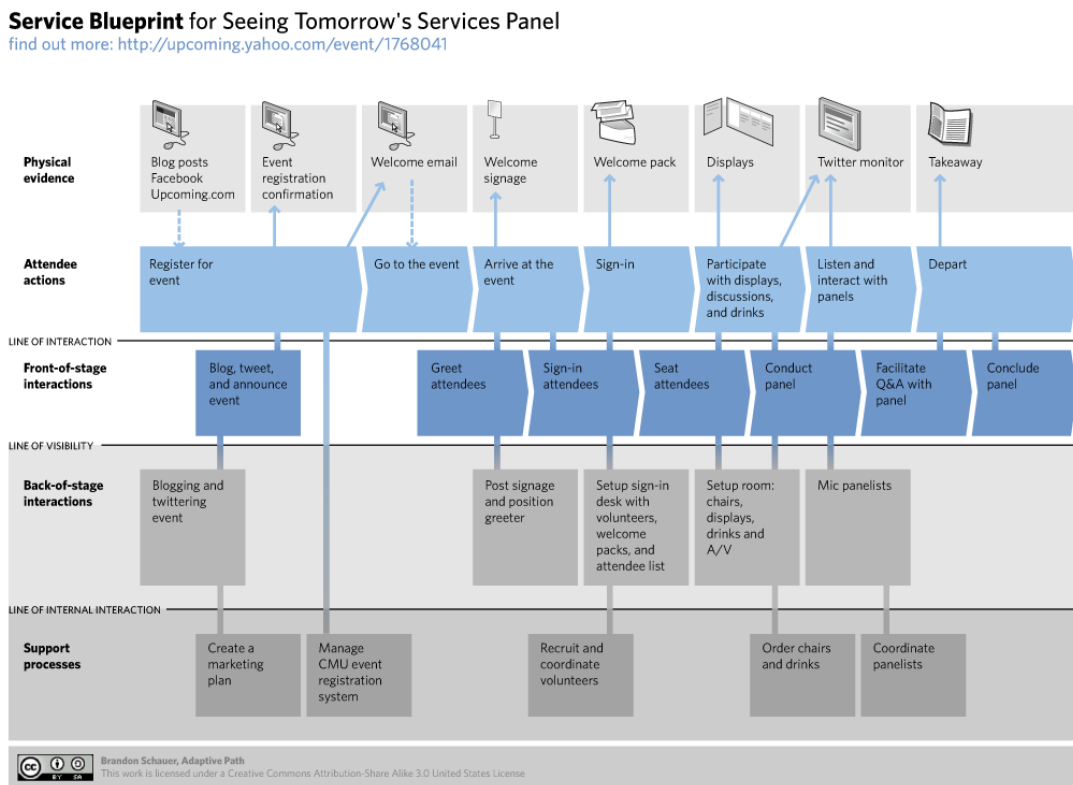 Service Blueprint for Seeing Tomorrow's Services Panel
find out more: http://upcoming.yahoo.com/event/1768041
Physical
evidence
Blog posts
Facebook
Upcoming.com
Event
registration
confirmation
Welcome email
Welcome
signage
Welcome pack
Displays
Twitter monitor
Takeaway
Attendee
actions
Register for
event
Go to the event
Arrive at the
event
Sign-in
Participate
with displays,
discussions,
and drinks
Listen and
interact with
panels
Depart
LINE OF INTERACTION
Front-of-stage
interactions
Blog, tweet,
and announce
event
Greet
attendees
Sign-in
attendees
Seat
attendees
Conduct
panel
Facilitate
Q&A with
panel
Conclude
panel
LINE OF VISIBILITY
Back-of-stage
interactions
Blogging and
twittering
event
Post signage
and position
greeter
Setup sign-in
desk with
volunteers,
welcome
packs, and
attendee list
Setup room:
chairs,
displays,
drinks and
A/V
Mic panelists
LINE OF INTERNAL INTERACTION
Support
processes
Create a
marketing
plan
Manage
CMU event
registration
system
Recruit and
coordinate
volunteers
Order chairs
and drinks
Coordinate
panelists
cc
BY SA
Brandon Schauer, Adaptive Path
This work is licensed under a Creative Commons Attribution-Share Alike 3.0 United States License